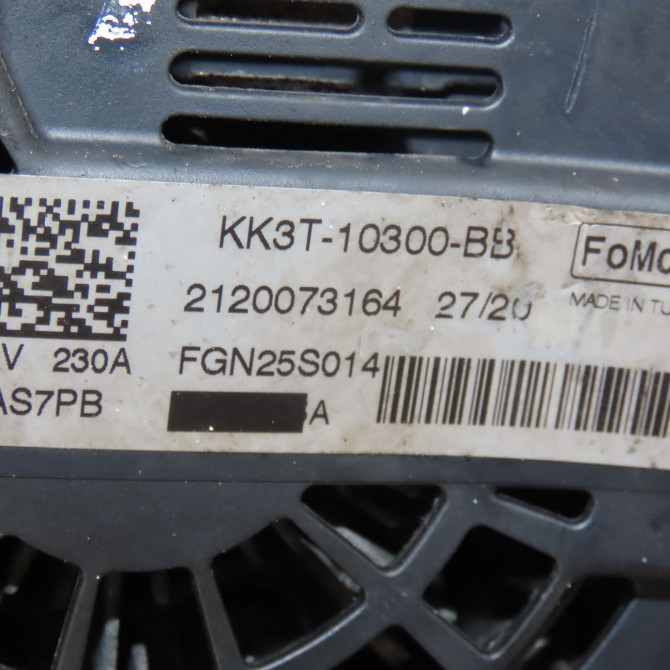 KK3T-10300-BB
FoMo
2120073164 27/20
MADE IN TU
V 230A
FGN25S014
AS7PB
A